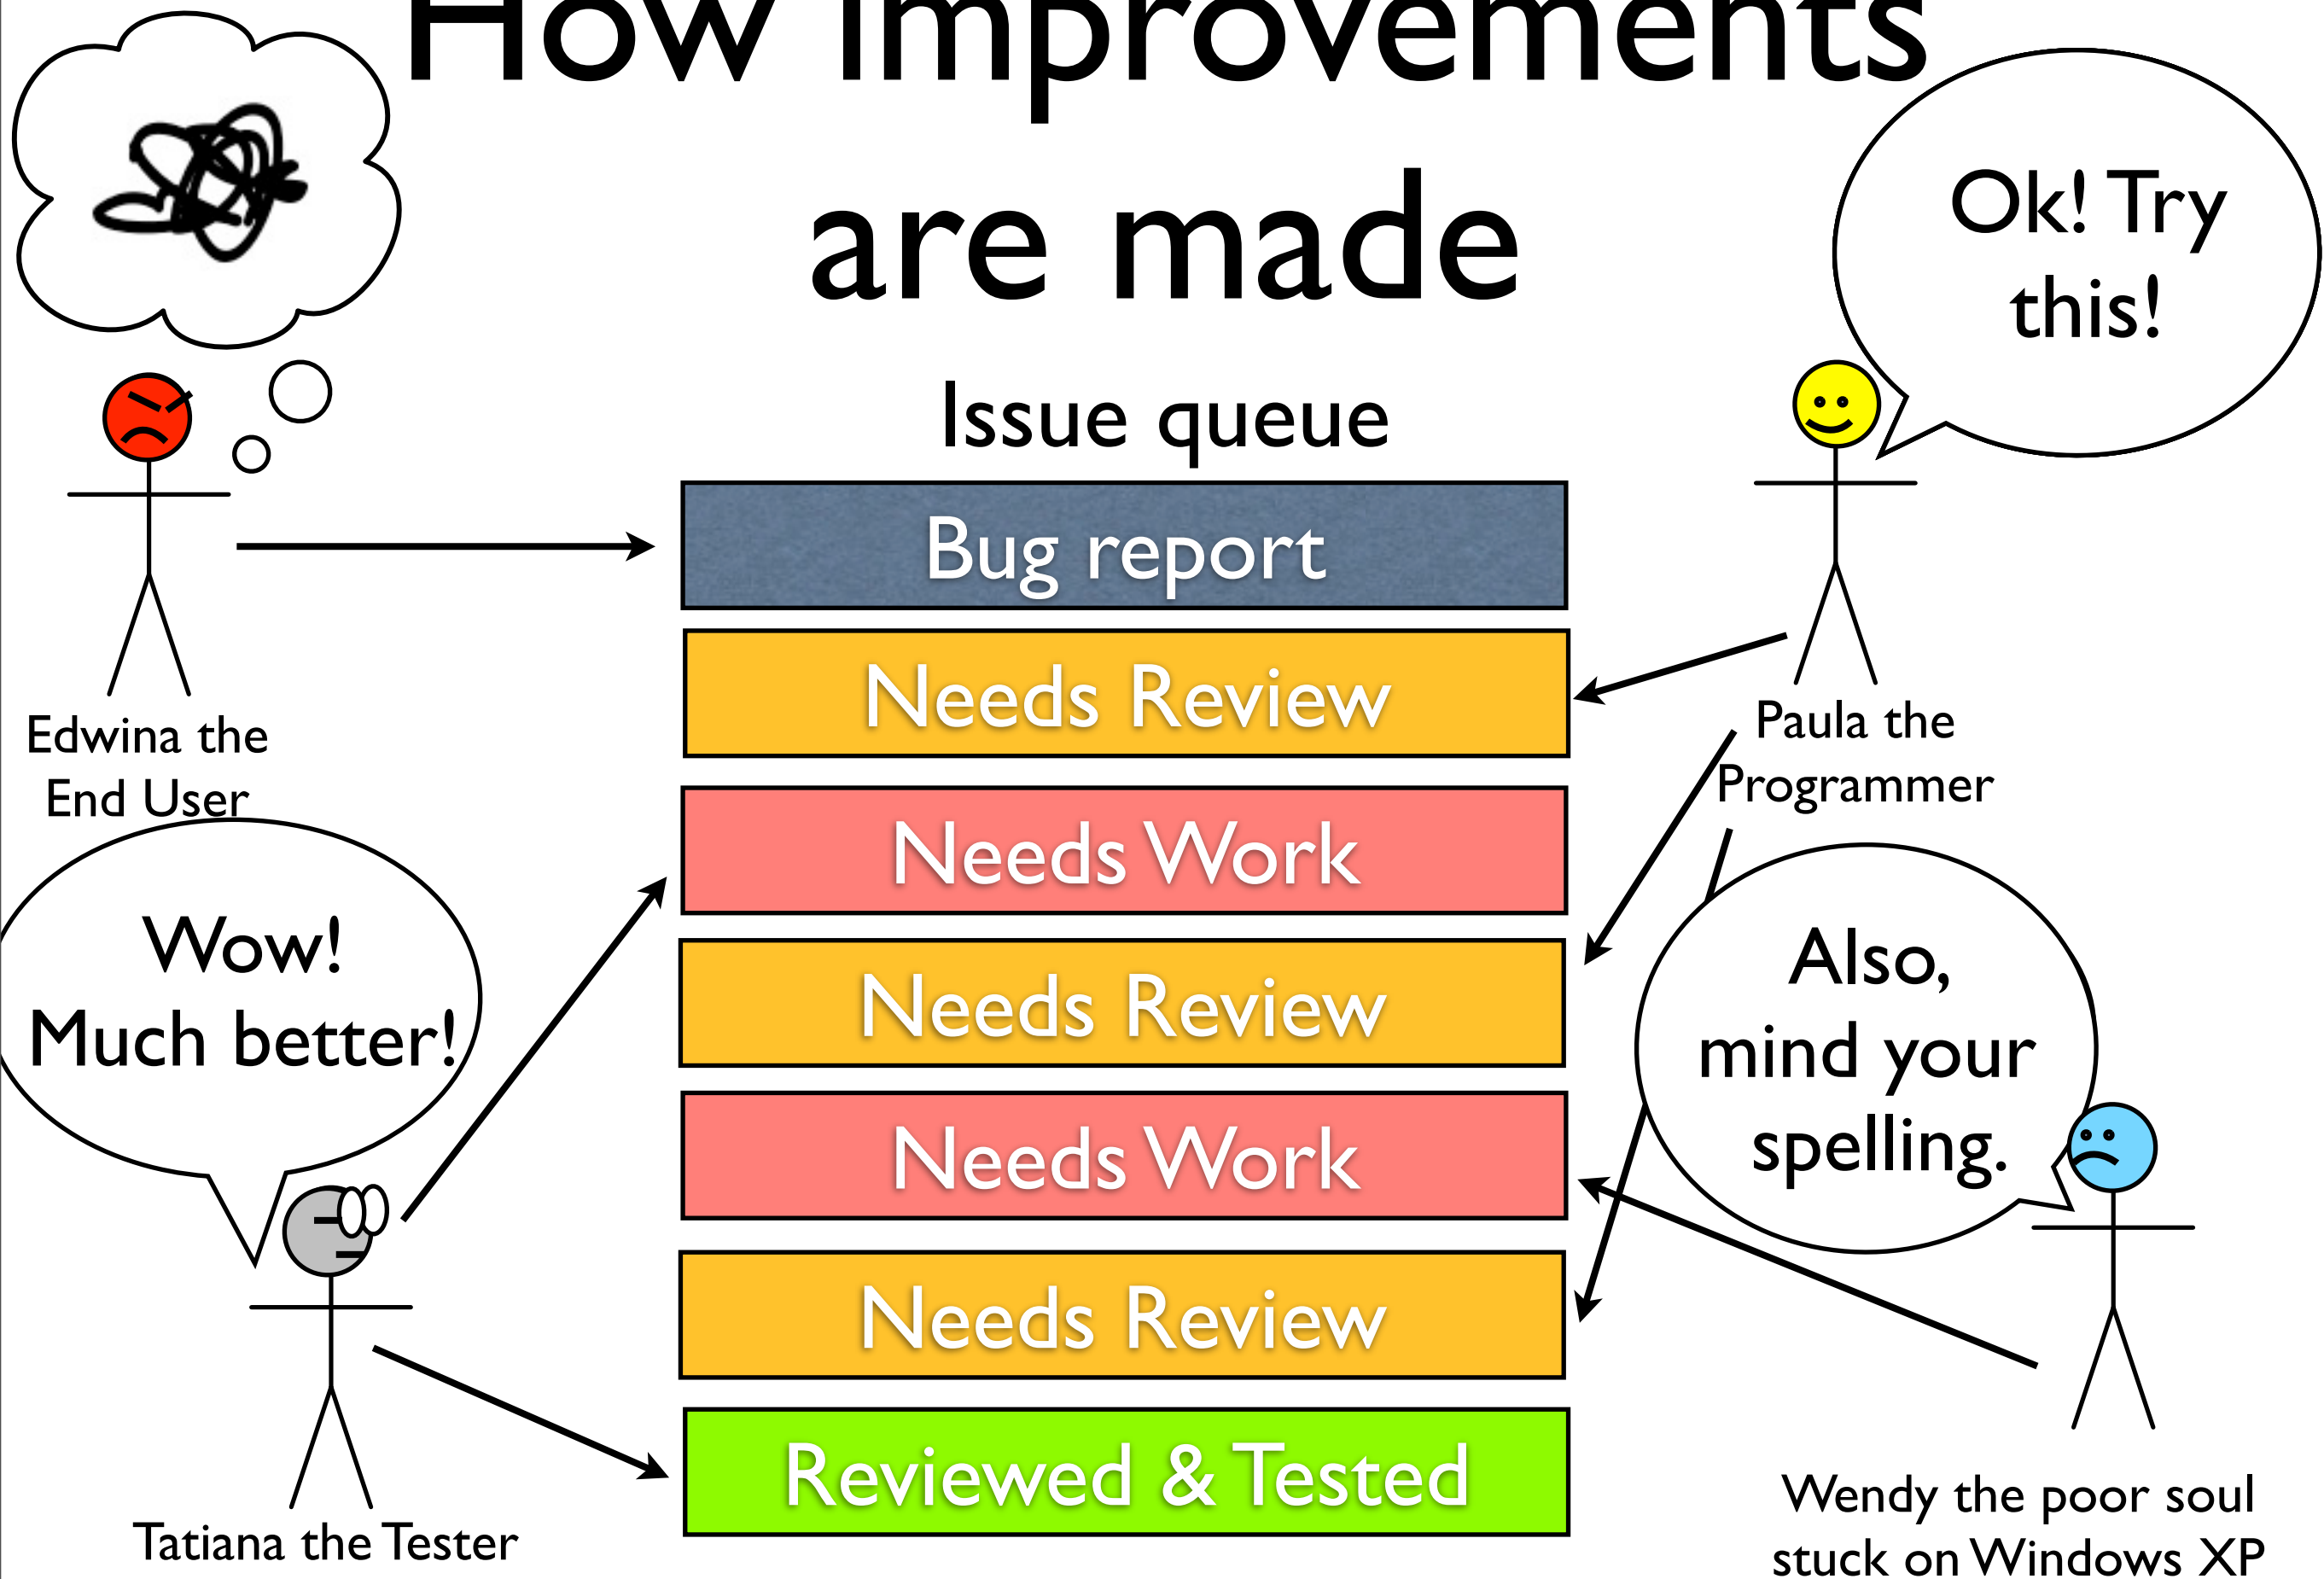 How improvements
are made
Ok! Try
this!
Issue queue
Bug report
Needs Review
Edwina the
End User
Paula the
Programmer
Needs Work
Wow!
Much better!
Needs Review
Also,
mind your
spelling.
Needs Work
Needs Review
Reviewed & Tested
Tatiana the Tester
Wendy the poor soul
stuck on Windows XP